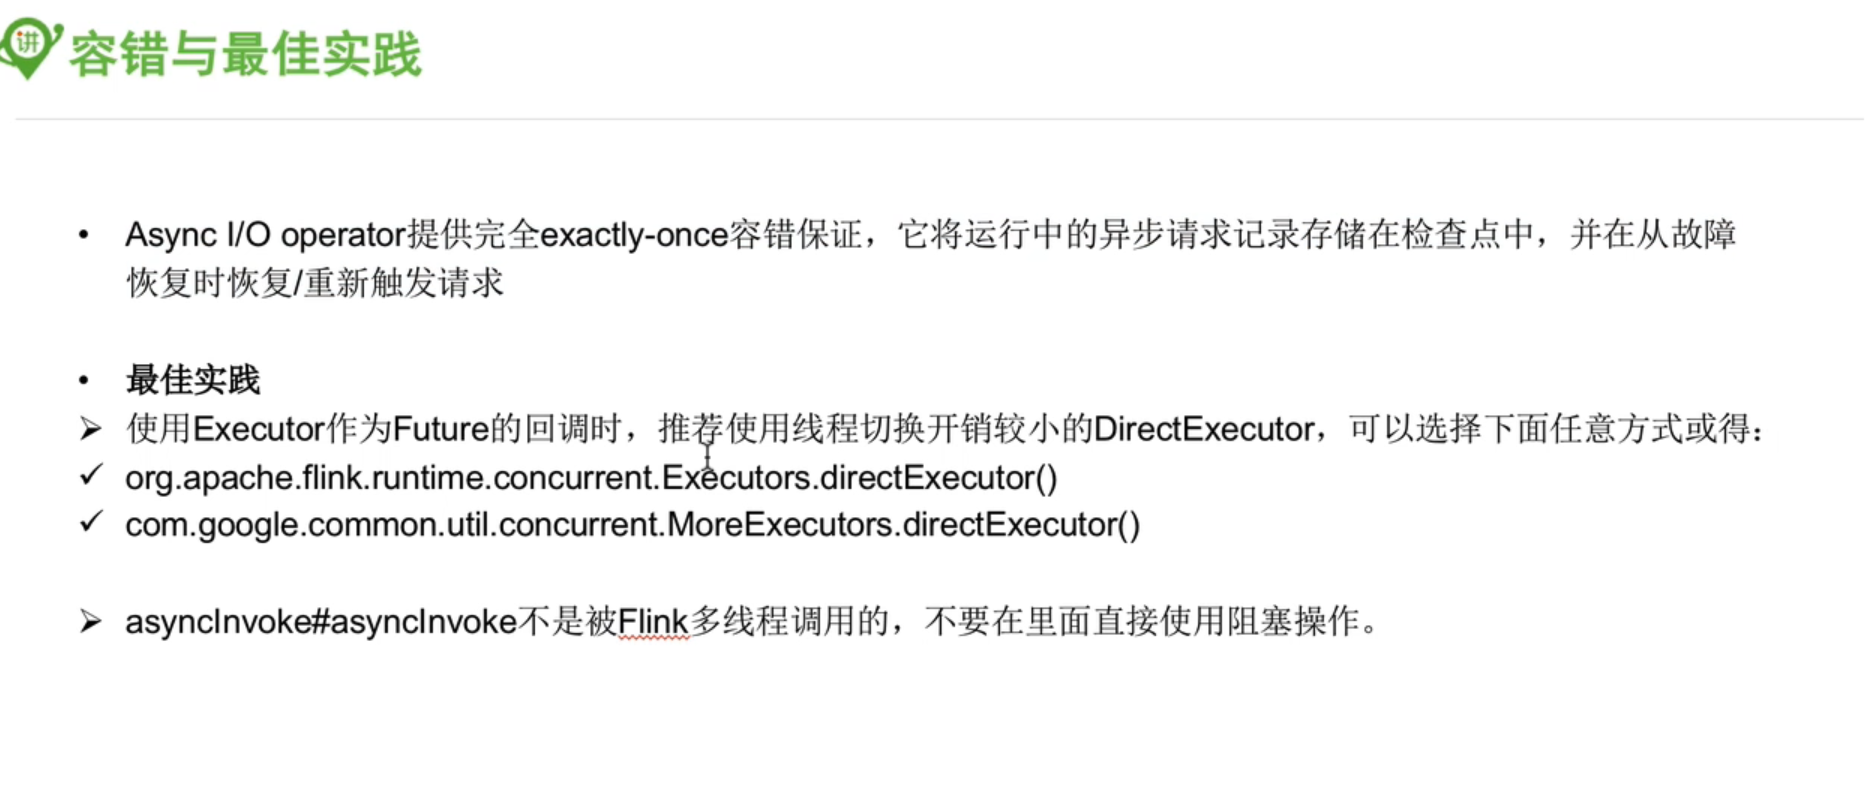 讲
容错与最佳实践
• Async I/O operator提供完全exactly-once容错保证，它将运行中的异步请求记录存储在检查点中，并在从故障
恢复时恢复/重新触发请求
• 最佳实践
➢ 使用Executor作为Future的回调时，推荐使用线程切换开销较小的DirectExecutor，可以选择下面任意方式或得：
✓ org.apache.flink.runtime.concurrent.Executors.directExecutor()
✓ com.google.common.util.concurrent.MoreExecutors.directExecutor()
➢ asyncInvoke#asyncInvoke不是被Flink多线程调用的，不要在里面直接使用阻塞操作。